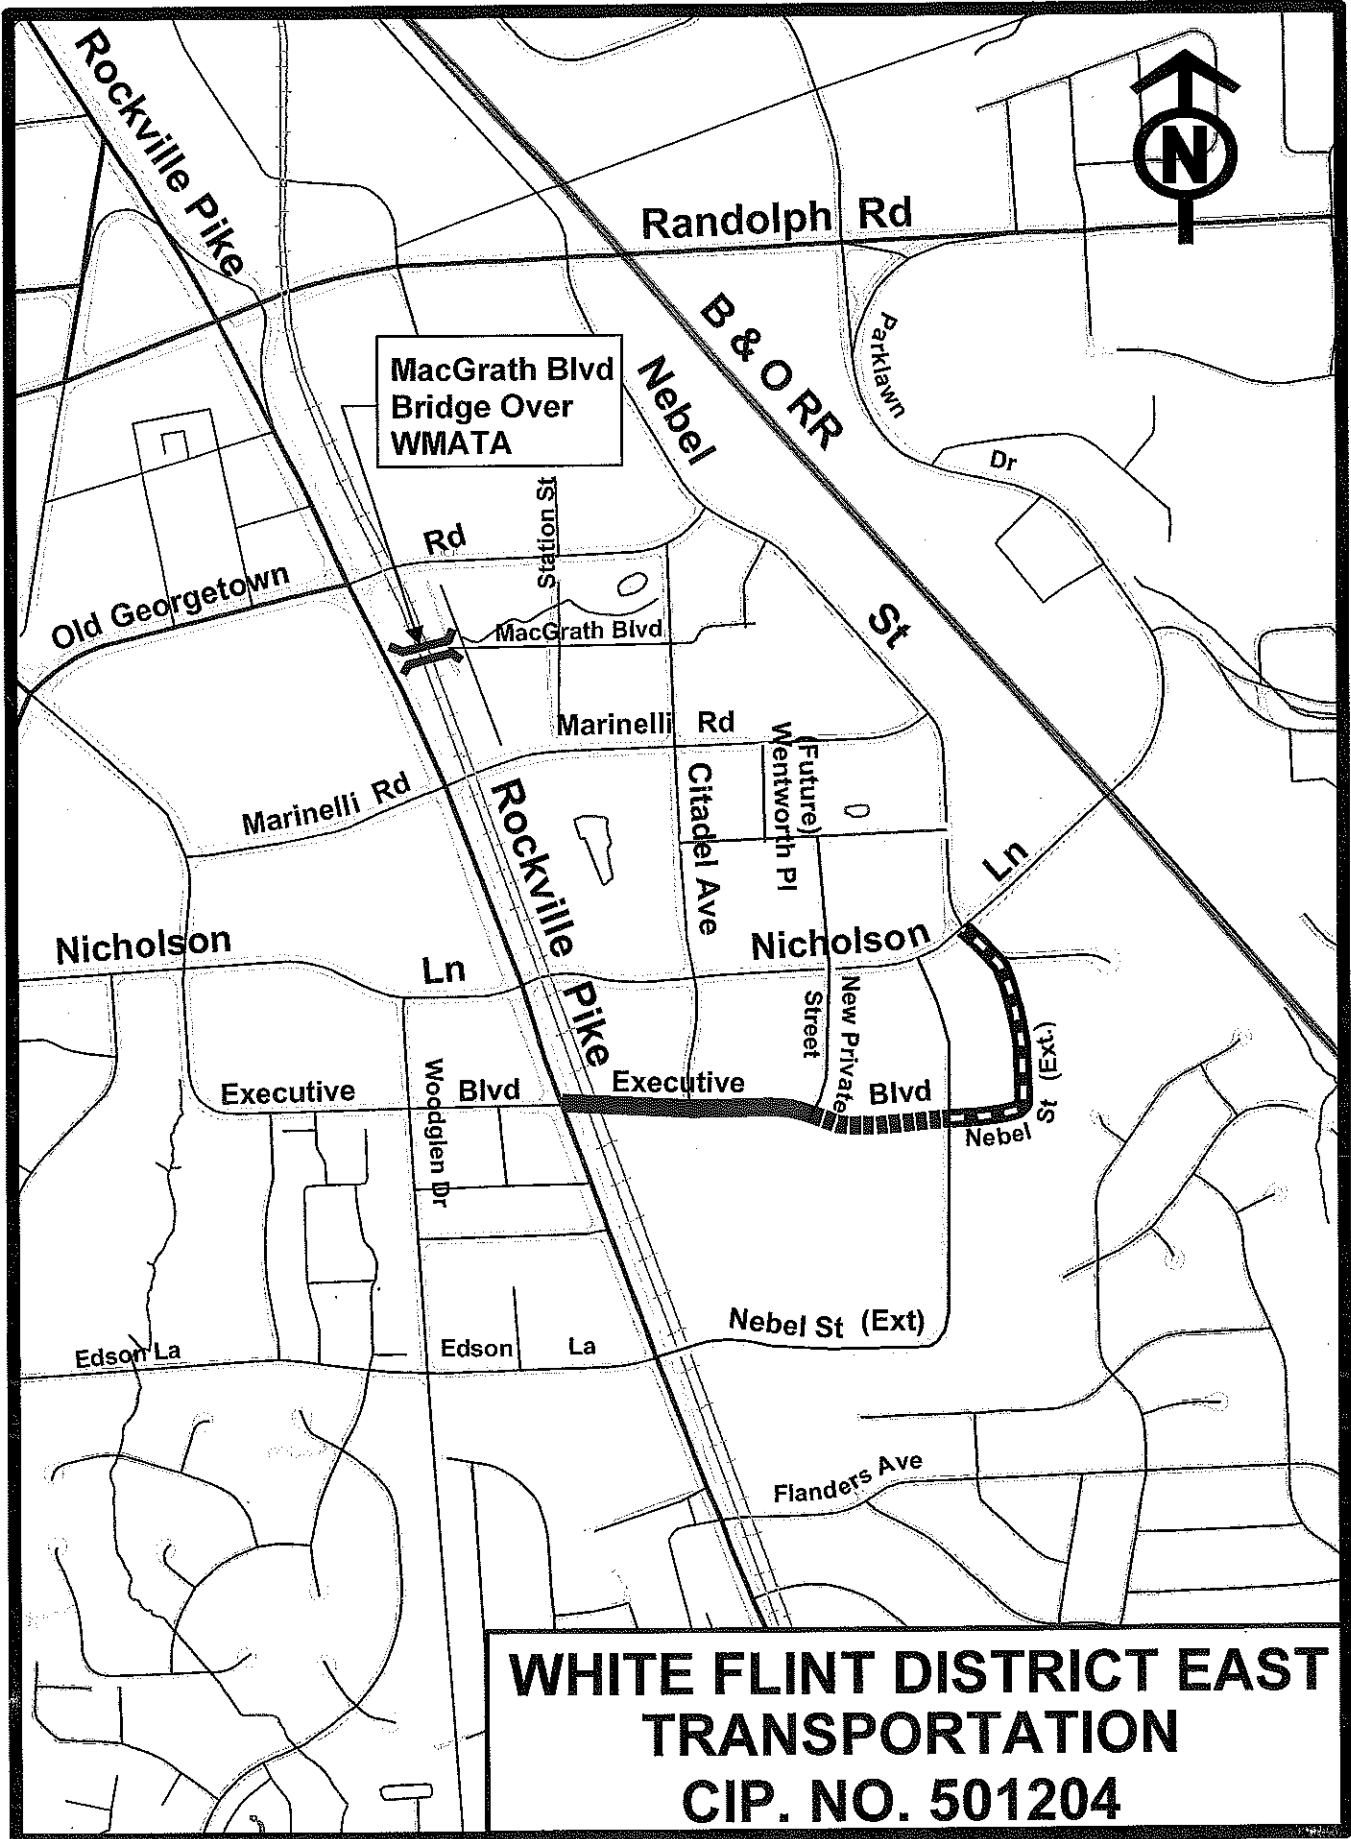 Rockville Pike
N
Randolph Rd
B & O RR
Parklawn
Dr
MacGrath Blvd
Bridge Over
WMATA
Nebel
St
Station St
Old Georgetown
Rd
MacGrath Blvd
Marinelli Rd
Marinelli Rd
Rockville
Pike
Citadel Ave
(Future)
Wentworth Pl
Ln
Nicholson
Ln
Nicholson
New Private
Street
Executive
Blvd
Woodglen Dr
Executive
Blvd
Nebel
St (Ext.)
Nebel St (Ext)
Edson La
Edson La
Flanders Ave
WHITE FLINT DISTRICT EAST
TRANSPORTATION
CIP. NO. 501204